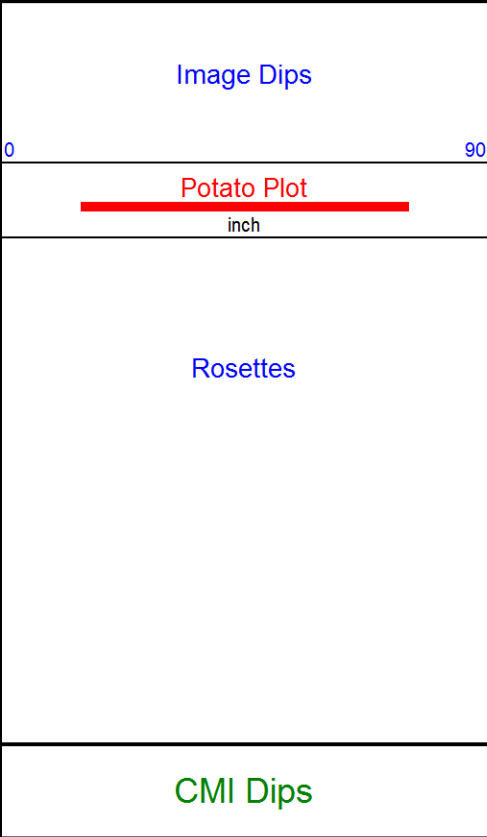 Image Dips
0 90
Potato Plot
inch
Rosettes
CMI Dips